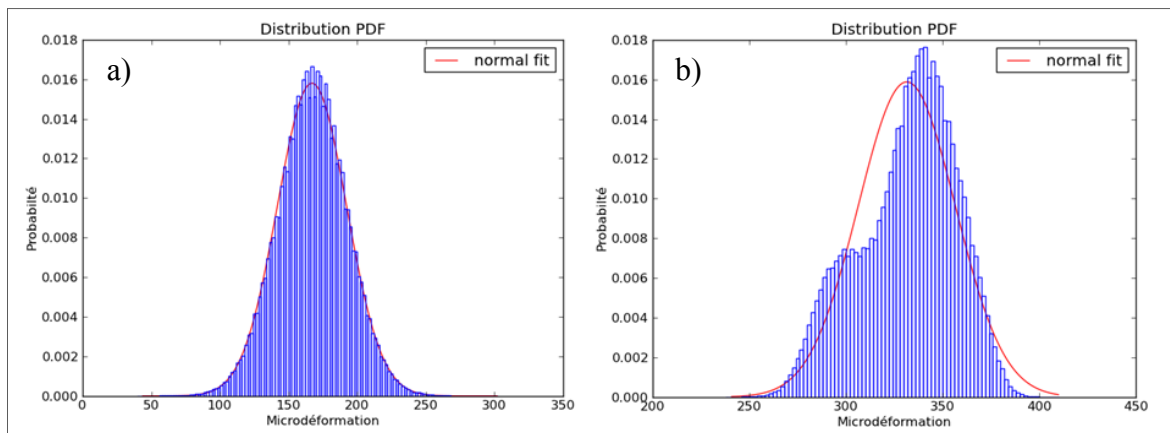 Distribution PDF
a)
normal fit
0.018
0.016
0.014
0.012
0.010
0.008
0.006
0.004
0.002
0.000
Probabilté
0 50 100 150 200 250 300 350
Microdéformation
Distribution PDF
b)
normal fit
0.018
0.016
0.014
0.012
0.010
0.008
0.006
0.004
0.002
0.000
Probabilté
200 250 300 350 400 450
Microdéformation